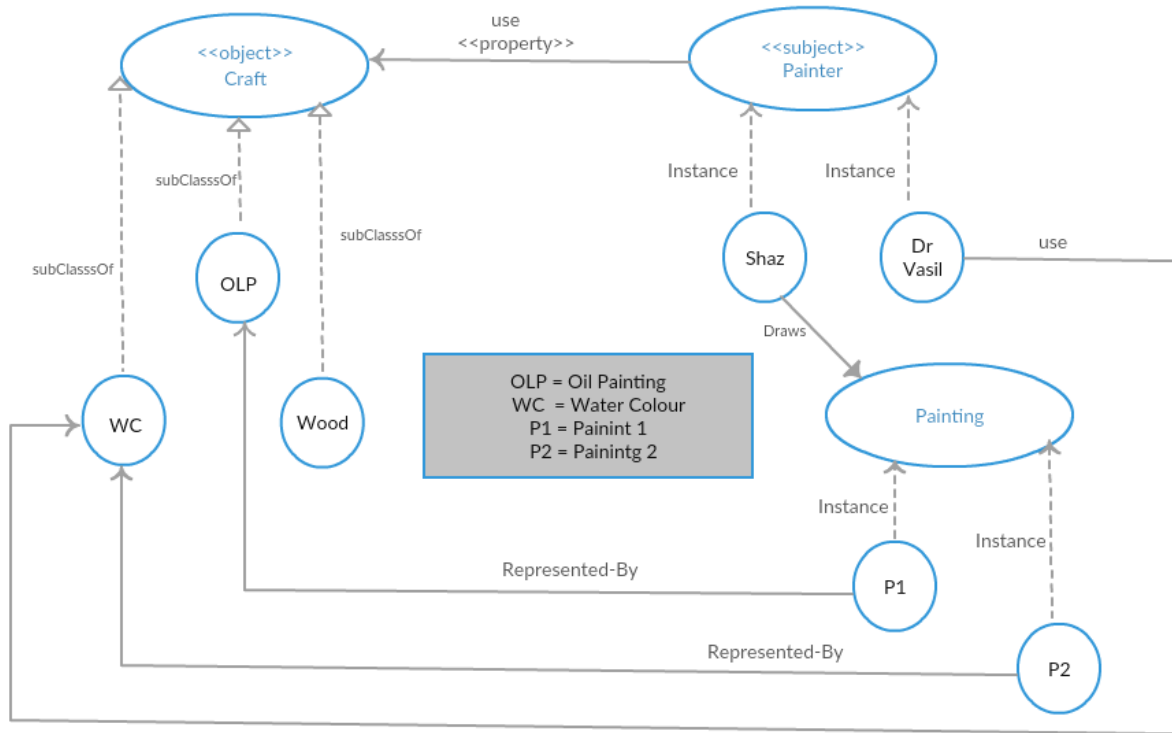 use
<<property>>
<<object>>
Craft
<<subject>>
Painter
subClasssOf
Instance
Instance
subClasssOf
use
subClasssOf
OLP
Shaz
Dr
Vasil
Draws
OLP = Oil Painting
WC = Water Colour
P1 = Painint 1
P2 = Painintg 2
WC
Wood
Painting
Instance
Instance
Represented-By
P1
Represented-By
P2